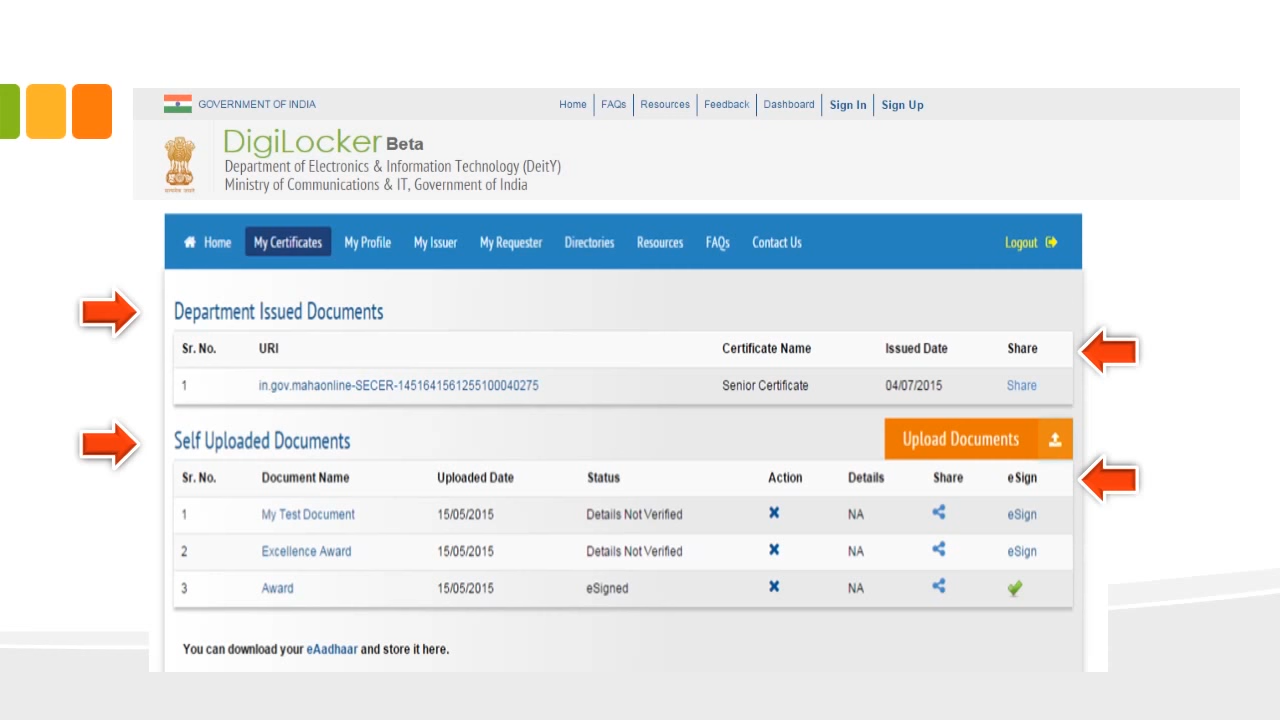 GOVERNMENT OF INDIA Home FAQs Resources Feedback Dashboard Sign In Sign Up
DigiLocker Beta
Department of Electronics & Information Technology (DeitY)
Ministry of Communications & IT, Government of India
Home My Certificates My Profile My Issuer My Requester Directories Resources FAQs Contact Us Logout
Department Issued Documents
Sr. No. URI Certificate Name Issued Date Share
1 in.gov.mahaonline-SECER-1451641561255100040275 Senior Certificate 04/07/2015 Share
Self Uploaded Documents Upload Documents
Sr. No. Document Name Uploaded Date Status Action Details Share eSign
1 My Test Document 15/05/2015 Details Not Verified NA eSign
2 Excellence Award 15/05/2015 Details Not Verified NA eSign
3 Award 15/05/2015 eSigned NA
You can download your eAadhaar and store it here.